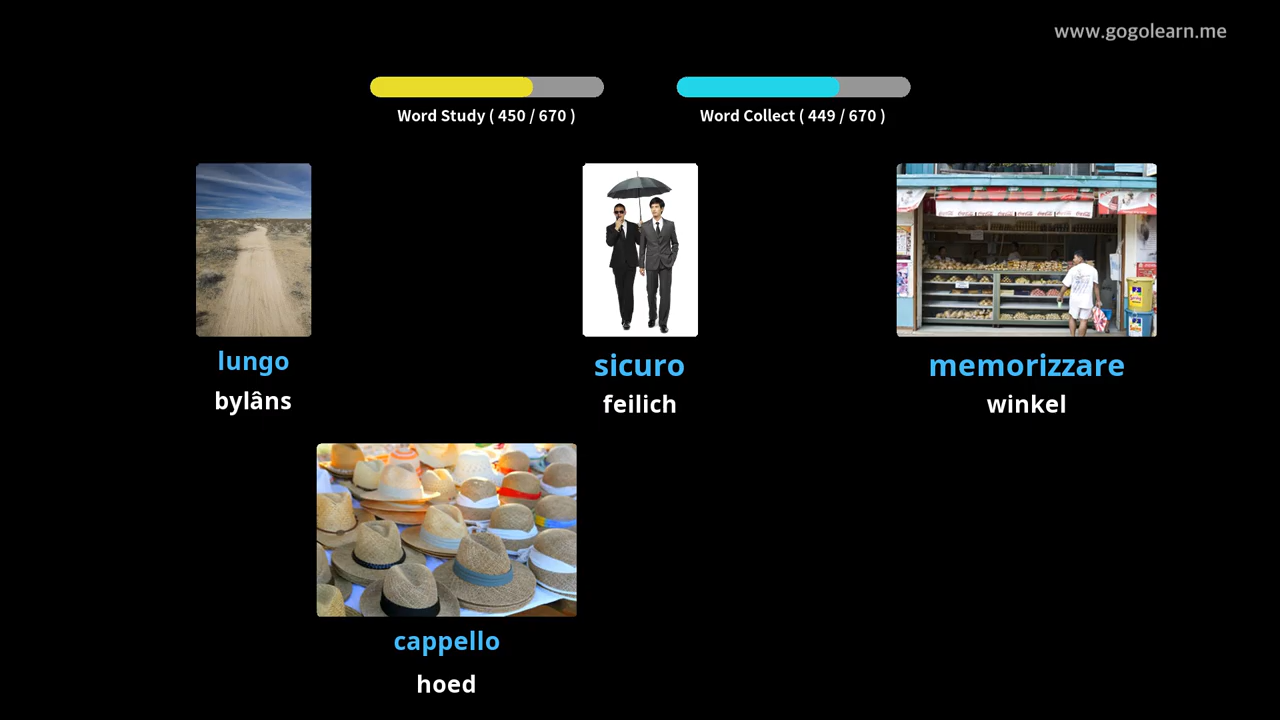 www.gogolearn.me
Word Study ( 450 / 670 )
Word Collect ( 449 / 670 )
lungo
bylâns
sicuro
feilich
memorizzare
winkel
cappello
hoed